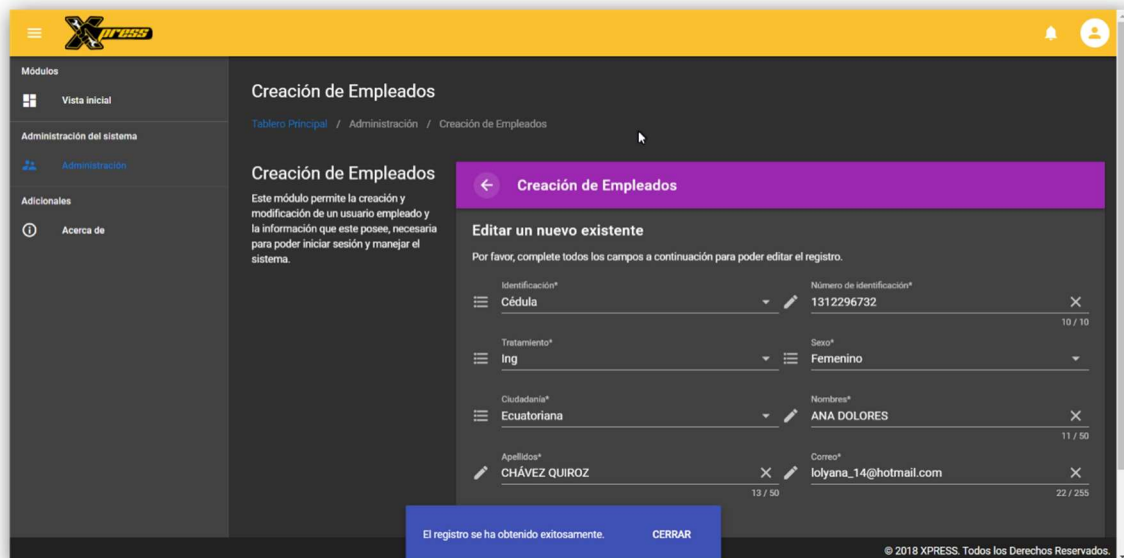 Xpress
Módulos
Vista inicial
Administración del sistema
Administración
Adicionales
Acerca de
Creación de Empleados
Tablero Principal / Administración / Creación de Empleados
Creación de Empleados
Este módulo permite la creación y
modificación de un usuario empleado y
la información que este posee, necesaria
para poder iniciar sesión y manejar el
sistema.
Creación de Empleados
Editar un nuevo existente
Por favor, complete todos los campos a continuación para poder editar el registro.
Identificación*
Cédula
Número de identificación*
1312296732
10 / 10
Tratamiento*
Ing
Sexo*
Femenino
Ciudadanía*
Ecuatoriana
Nombres*
ANA DOLORES
11 / 50
Apellidos*
CHÁVEZ QUIROZ
13 / 50
Correo*
lolyana_14@hotmail.com
22 / 255
El registro se ha obtenido exitosamente. CERRAR
© 2018 XPRESS. Todos los Derechos Reservados.